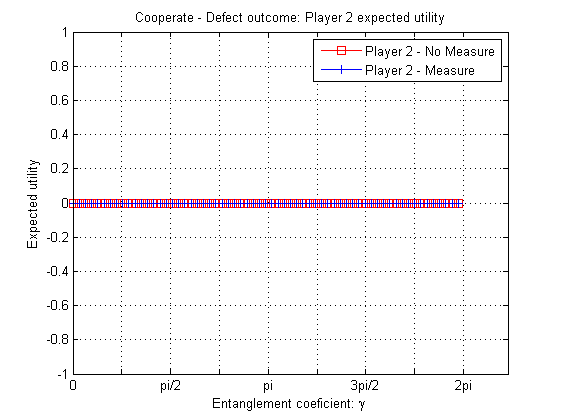 Cooperate - Defect outcome: Player 2 expected utility
Player 2 - No Measure
Player 2 - Measure
Expected utility
1
0.8
0.6
0.4
0.2
0
-0.2
-0.4
-0.6
-0.8
-1
0 pi/2 pi 3pi/2 2pi
Entanglement coeficient: γ